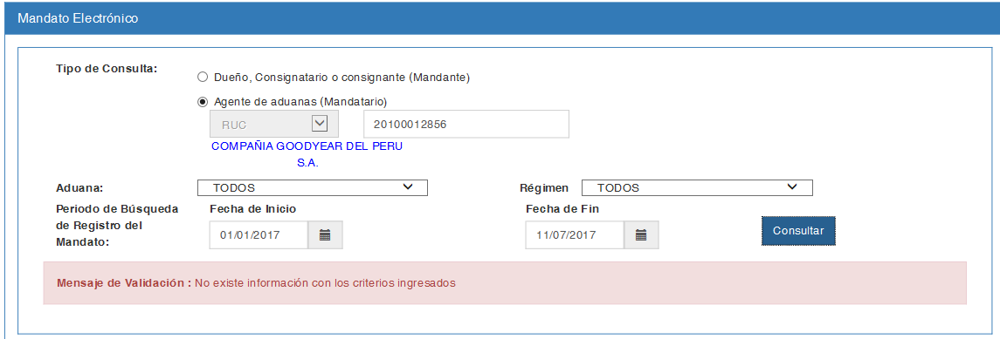 Mandato Electrónico
Tipo de Consulta:
Dueño, Consignatario o consignante (Mandante)
Agente de aduanas (Mandatario)
RUC 20100012856
COMPAÑIA GOODYEAR DEL PERU
S.A.
Aduana: TODOS Régimen TODOS
Periodo de Búsqueda Fecha de Inicio Fecha de Fin
de Registro del 01/01/2017 11/07/2017 Consultar
Mandato:
Mensaje de Validación : No existe información con los criterios ingresados